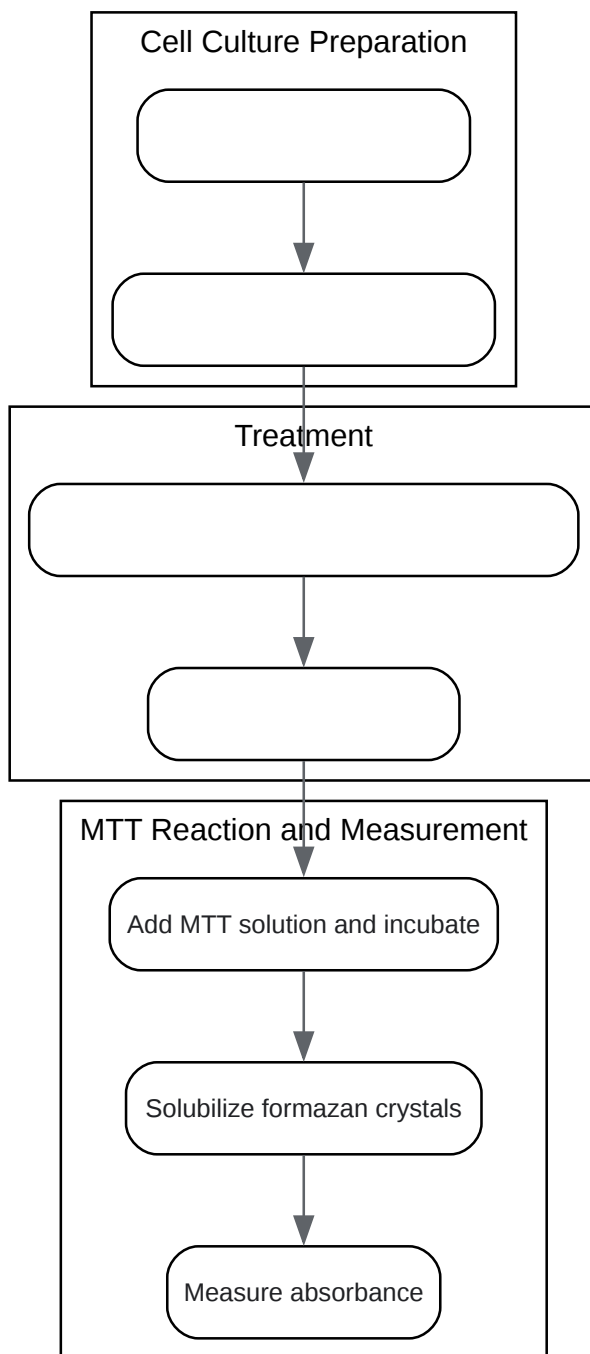 Cell Culture Preparation
Treatment
MTT Reaction and Measurement
Add MTT solution and incubate
Solubilize formazan crystals
Measure absorbance